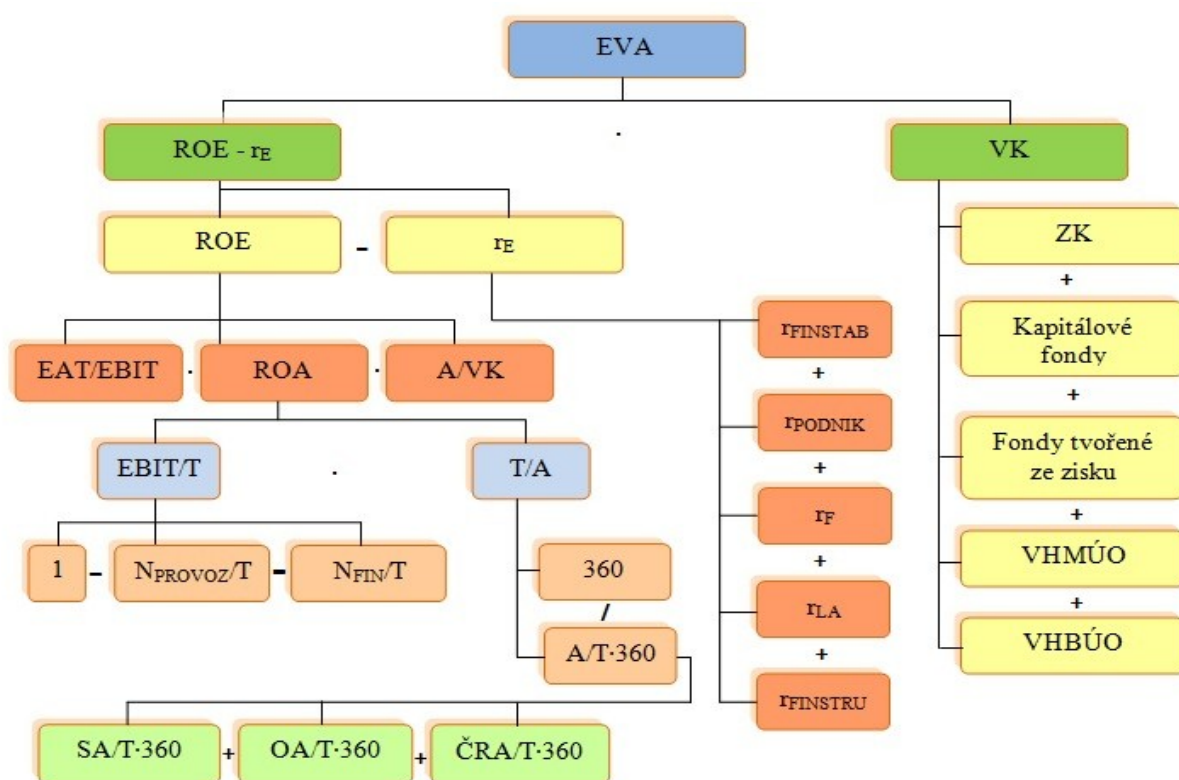 EVA
.
ROE - rE
VK
ROE
-
rE
ZK
+
Kapitálové
fondy
+
Fondy tvořené
ze zisku
+
VHMÚO
+
VHBÚO
rFINSTAB
+
rPODNIK
+
rF
+
rLA
+
rFINSTRU
EAT/EBIT . ROA . A/VK
EBIT/T . T/A
1 - NPROVOZ/T - NFIN/T
360
/
A/T·360
SA/T·360 + OA/T·360 + ČRA/T·360